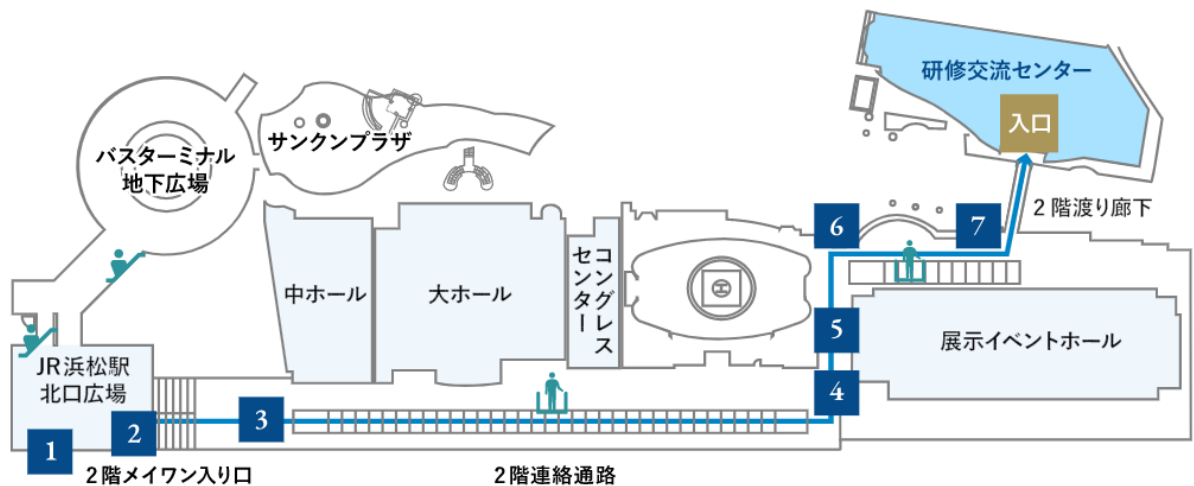 研修交流センター
入口
サンクンプラザ
バスターミナル
地下広場
2階渡り廊下
6
7
中ホール
大ホール
コングレス
センター
H
5
展示イベントホール
JR浜松駅
北口広場
4
3
2
1
2階メイワン入り口
2階連絡通路